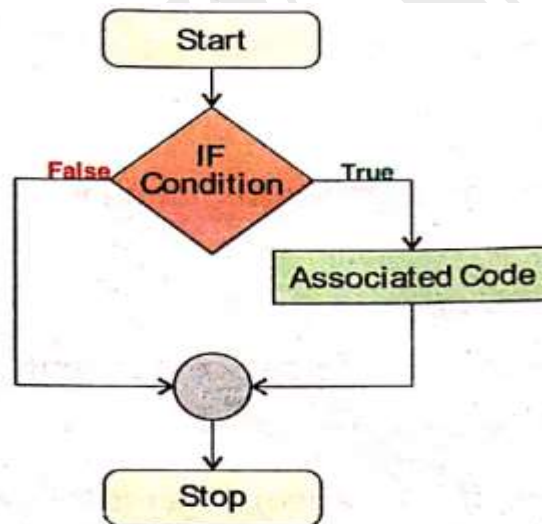 Start
IF
Condition
False
True
Associated Code
Stop